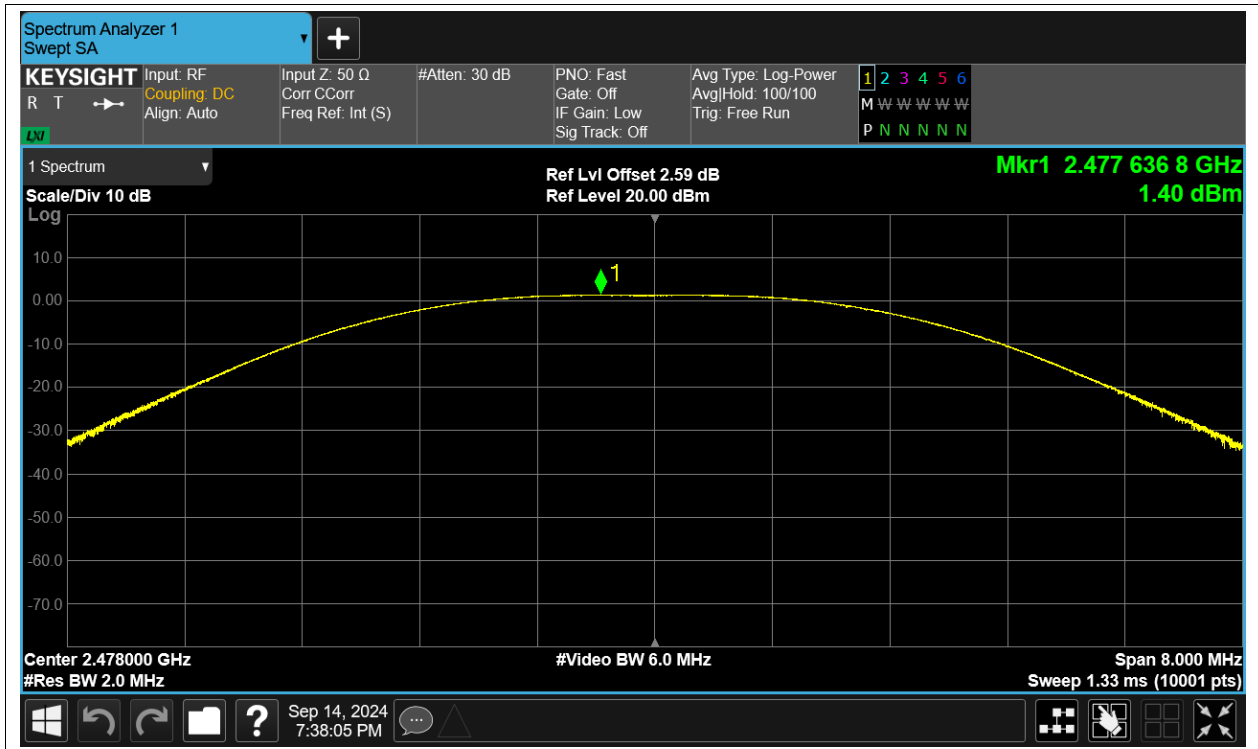 Spectrum Analyzer 1
Swept SA
KEYSIGHT
R T
LXI
Input: RF
Coupling: DC
Align: Auto
Input Z: 50 Ω
Corr CCorr
Freq Ref: Int (S)
#Atten: 30 dB
PNO: Fast
Gate: Off
IF Gain: Low
Sig Track: Off
Avg Type: Log-Power
Avg|Hold: 100/100
Trig: Free Run
1 2 3 4 5 6
M W W W W W
P N N N N N
1 Spectrum
Scale/Div 10 dB
Log
Ref Lvl Offset 2.59 dB
Ref Level 20.00 dBm
Mkr1 2.477 636 8 GHz
1.40 dBm
1
10.0
0.00
-10.0
-20.0
-30.0
-40.0
-50.0
-60.0
-70.0
Center 2.478000 GHz
#Res BW 2.0 MHz
#Video BW 6.0 MHz
Span 8.000 MHz
Sweep 1.33 ms (10001 pts)
?
Sep 14, 2024
7:38:05 PM